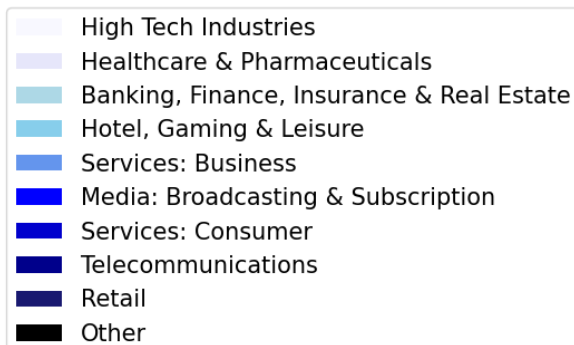 High Tech Industries
Healthcare & Pharmaceuticals
Banking, Finance, Insurance & Real Estate
Hotel, Gaming & Leisure
Services: Business
Media: Broadcasting & Subscription
Services: Consumer
Telecommunications
Retail
Other